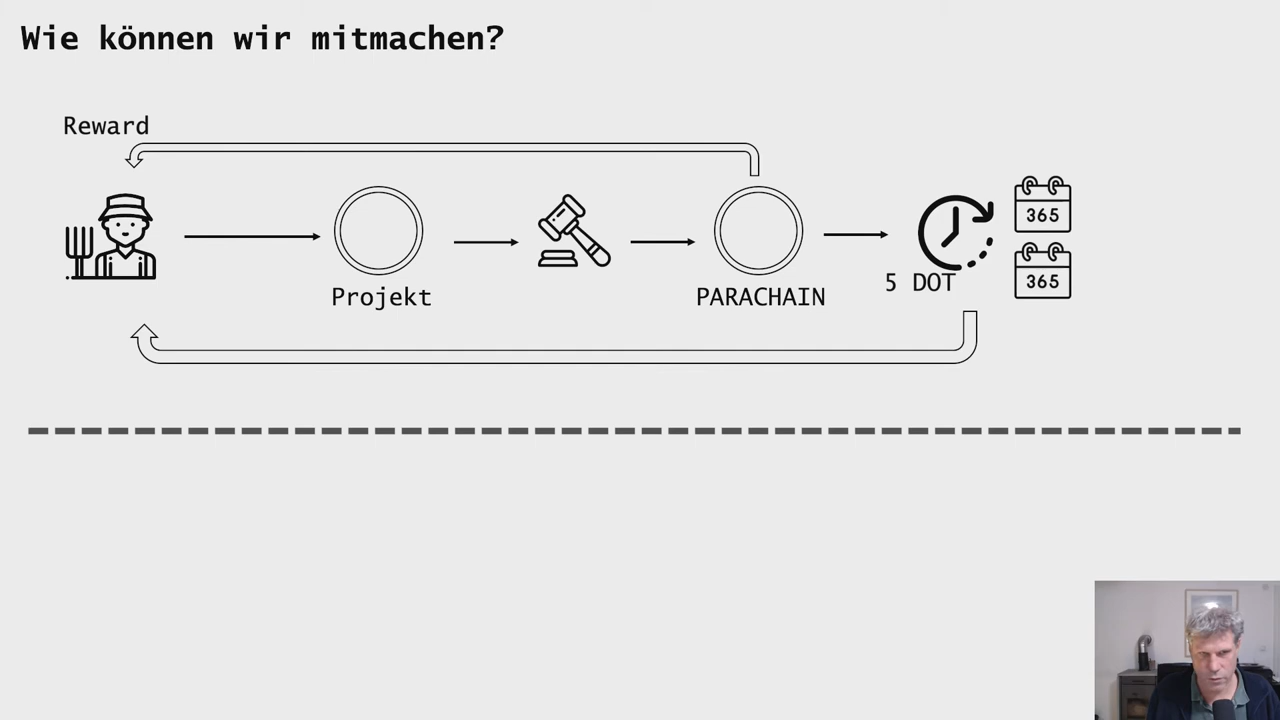 Wie können wir mitmachen?
Reward
Projekt
PARACHAIN
5 DOT
365
365